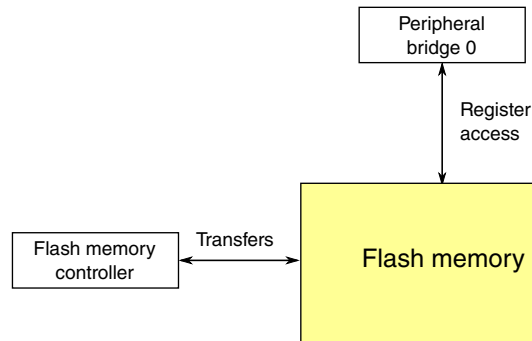 Peripheral
bridge 0
Register
access
Transfers
Flash memory
controller
Flash memory